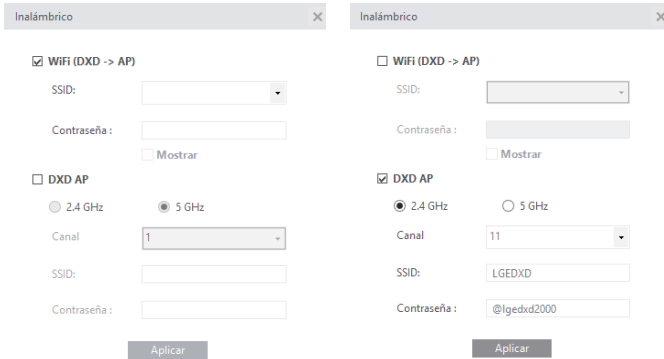 Inalámbrico
WiFi (DXD -> AP)
SSID:
Contraseña :
Mostrar
DXD AP
2.4 GHz
5 GHz
Canal
1
SSID:
Contraseña :
Aplicar
Inalámbrico
WiFi (DXD -> AP)
SSID:
Contraseña :
Mostrar
DXD AP
2.4 GHz
5 GHz
Canal
11
SSID:
LGEDXD
Contraseña :
@lgedxd2000
Aplicar